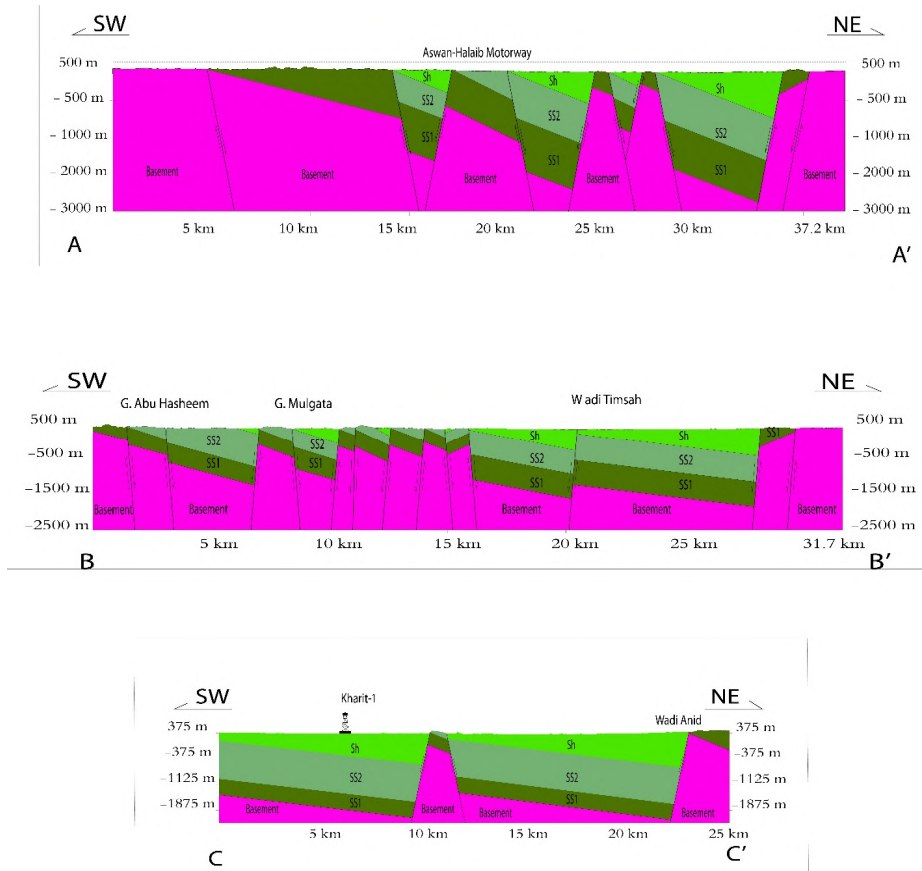 SW NE
Aswan-Halaib Motorway
500 m 500 m
Sh Sh Sh
−500 m SS2 −500 m
SS2 SS2
−1000 m SS1 −1000 m
SS1 SS1
−2000 m Basement Basement Basement Basement Basement −2000 m
−3000 m −3000 m
5 km 10 km 15 km 20 km 25 km 30 km 37.2 km
A A'
SW NE
G. Abu Hasheem G. Mulgata W adi Timsah
500 m 500 m
SS2 SS2 Sh Sh SS1
−500 m SS1 SS1 SS2 SS2 −500 m
−1500 m SS1 SS1 −1500 m
Basement Basement Basement Basement Basement
−2500 m −2500 m
5 km 10 km 15 km 20 km 25 km 31.7 km
B B'
SW NE
Kharit-1
Wadi Anid
375 m 375 m
Sh Sh
−375 m −375 m
SS2 SS2
−1125 m −1125 m
SS1 SS1
−1875 m Basement Basement Basement Basement −1875 m
5 km 10 km 15 km 20 km 25 km
C C'